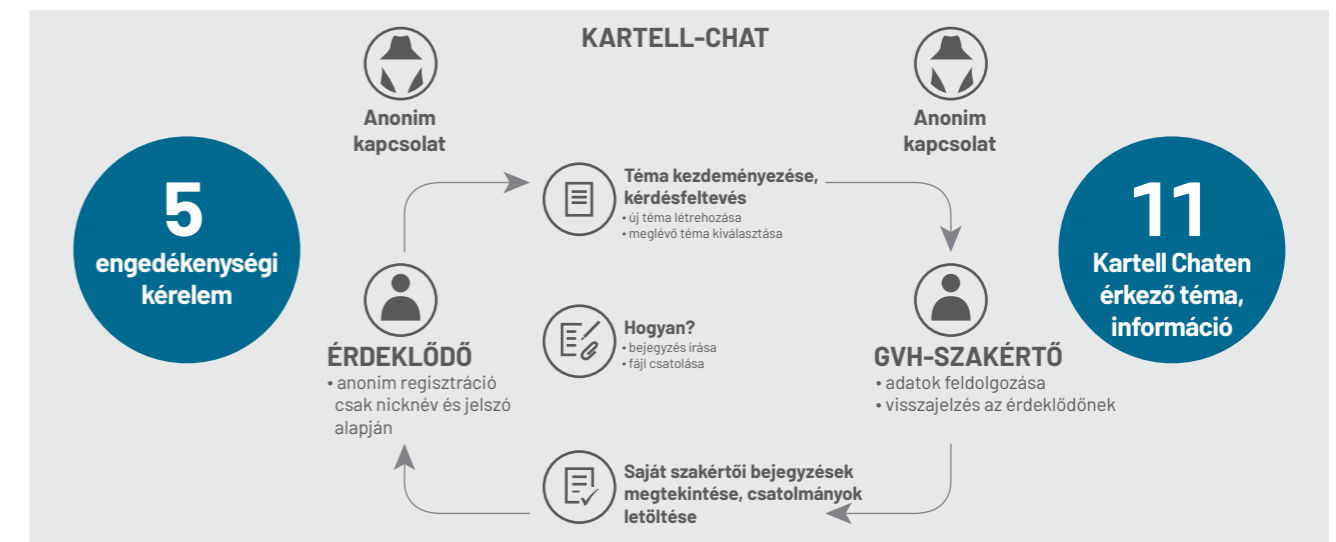 KARTELL-CHAT
Anonim
kapcsolat
Anonim
kapcsolat
5
engedékenységi
kérelem
Téma kezdeményezése,
kérdésfeltevés
• új téma létrehozása
• meglévő téma kiválasztása
11
Kartell Chaten
érkező téma,
információ
ÉRDEKLŐDŐ
• anonim regisztráció
csak nicknév és jelszó
alapján
Hogyan?
• bejegyzés írása
• fájl csatolása
GVH-SZAKÉRTŐ
• adatok feldolgozása
• visszajelzés az érdeklődőnek
Saját szakértői bejegyzések
megtekintése, csatolmányok
letöltése